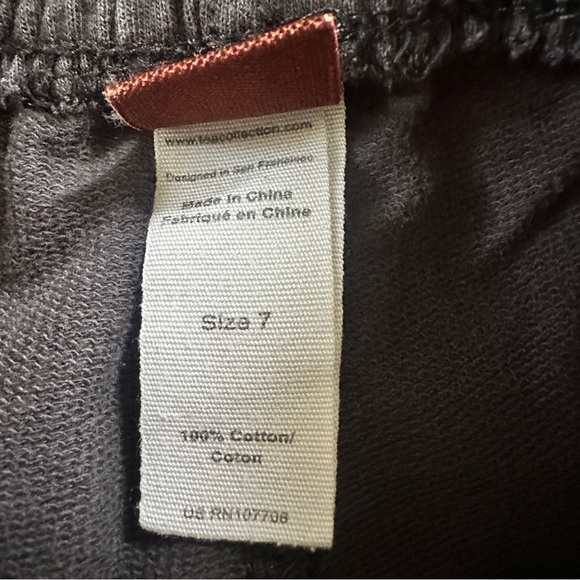 www.teacollection.com
Designed in San Francisco
Made in China
Fabriqué en Chine
Size 7
100% Cotton/
Coton
US RN107706